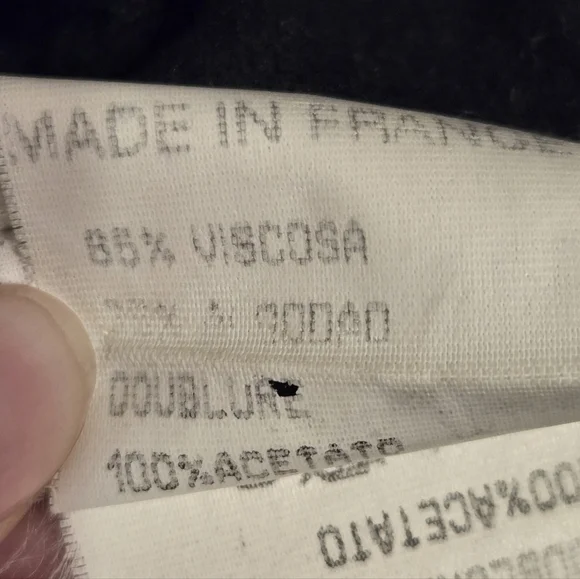 MADE IN FRANCE
65% VISCOSA
DOUBLURE
100%ACETATO
100%ACETATO